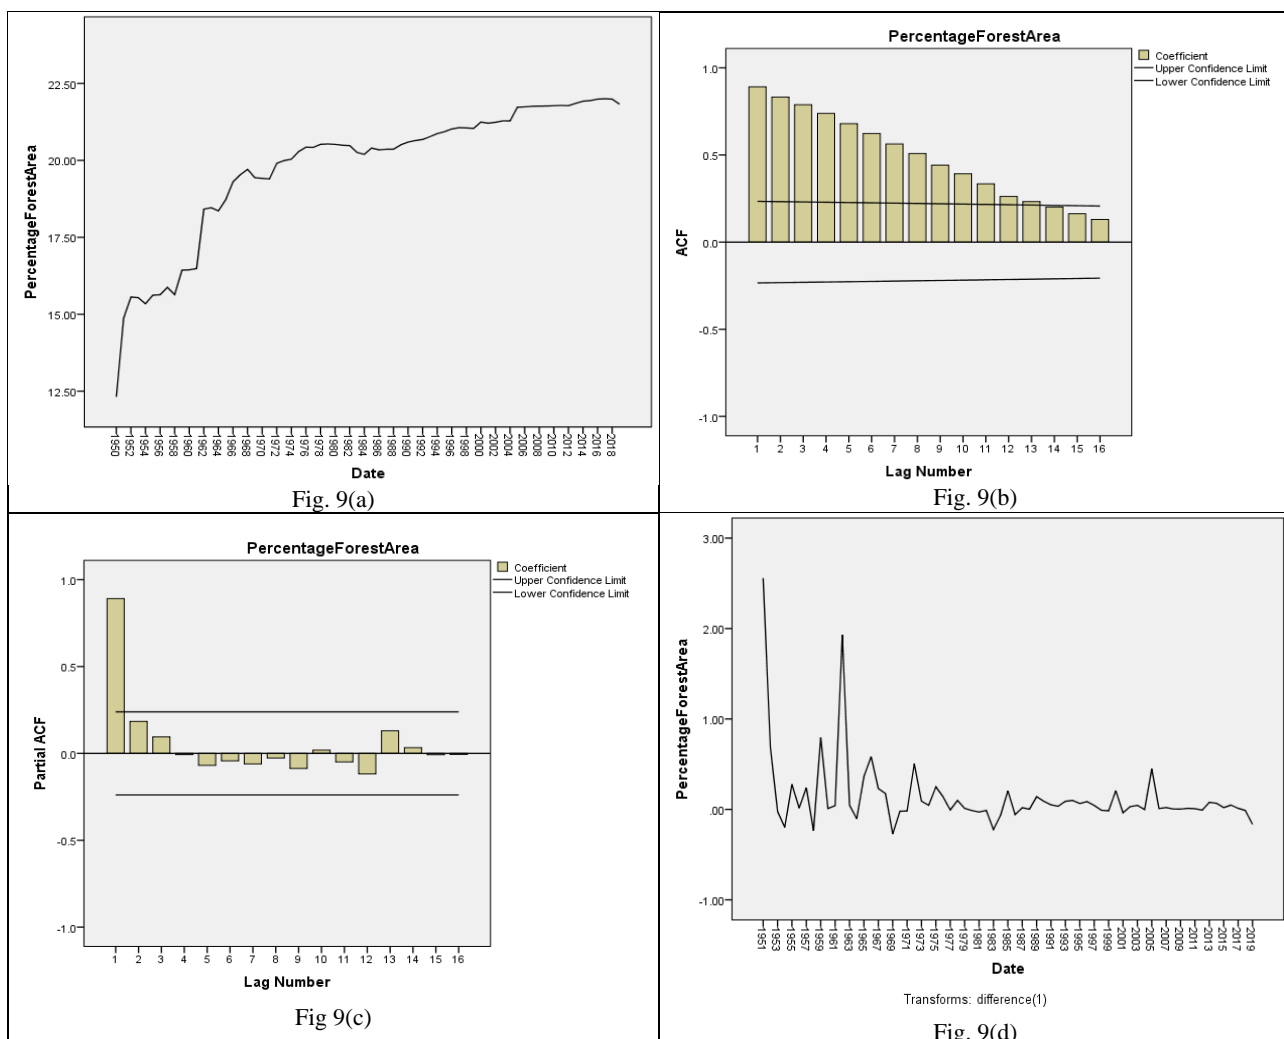 PercentageForestArea
22.50
20.00
17.50
15.00
12.50
1950 1952 1954 1956 1958 1960 1962 1964 1966 1968 1970 1972 1974 1976 1978 1980 1982 1984 1986 1988 1990 1992 1994 1996 1998 2000 2002 2004 2006 2008 2010 2012 2014 2016 2018
Date
Fig. 9(a)
PercentageForestArea
Coefficient
Upper Confidence Limit
Lower Confidence Limit
ACF
1.0
0.5
0.0
-0.5
-1.0
1 2 3 4 5 6 7 8 9 10 11 12 13 14 15 16
Lag Number
Fig. 9(b)
PercentageForestArea
Coefficient
Upper Confidence Limit
Lower Confidence Limit
Partial ACF
1.0
0.5
0.0
-0.5
-1.0
1 2 3 4 5 6 7 8 9 10 11 12 13 14 15 16
Lag Number
Fig 9(c)
PercentageForestArea
3.00
2.00
1.00
.00
-1.00
1951 1953 1955 1957 1959 1961 1963 1965 1967 1969 1971 1973 1975 1977 1979 1981 1983 1985 1987 1989 1991 1993 1995 1997 1999 2001 2003 2005 2007 2009 2011 2013 2015 2017 2019
Date
Transforms: difference(1)
Fig. 9(d)